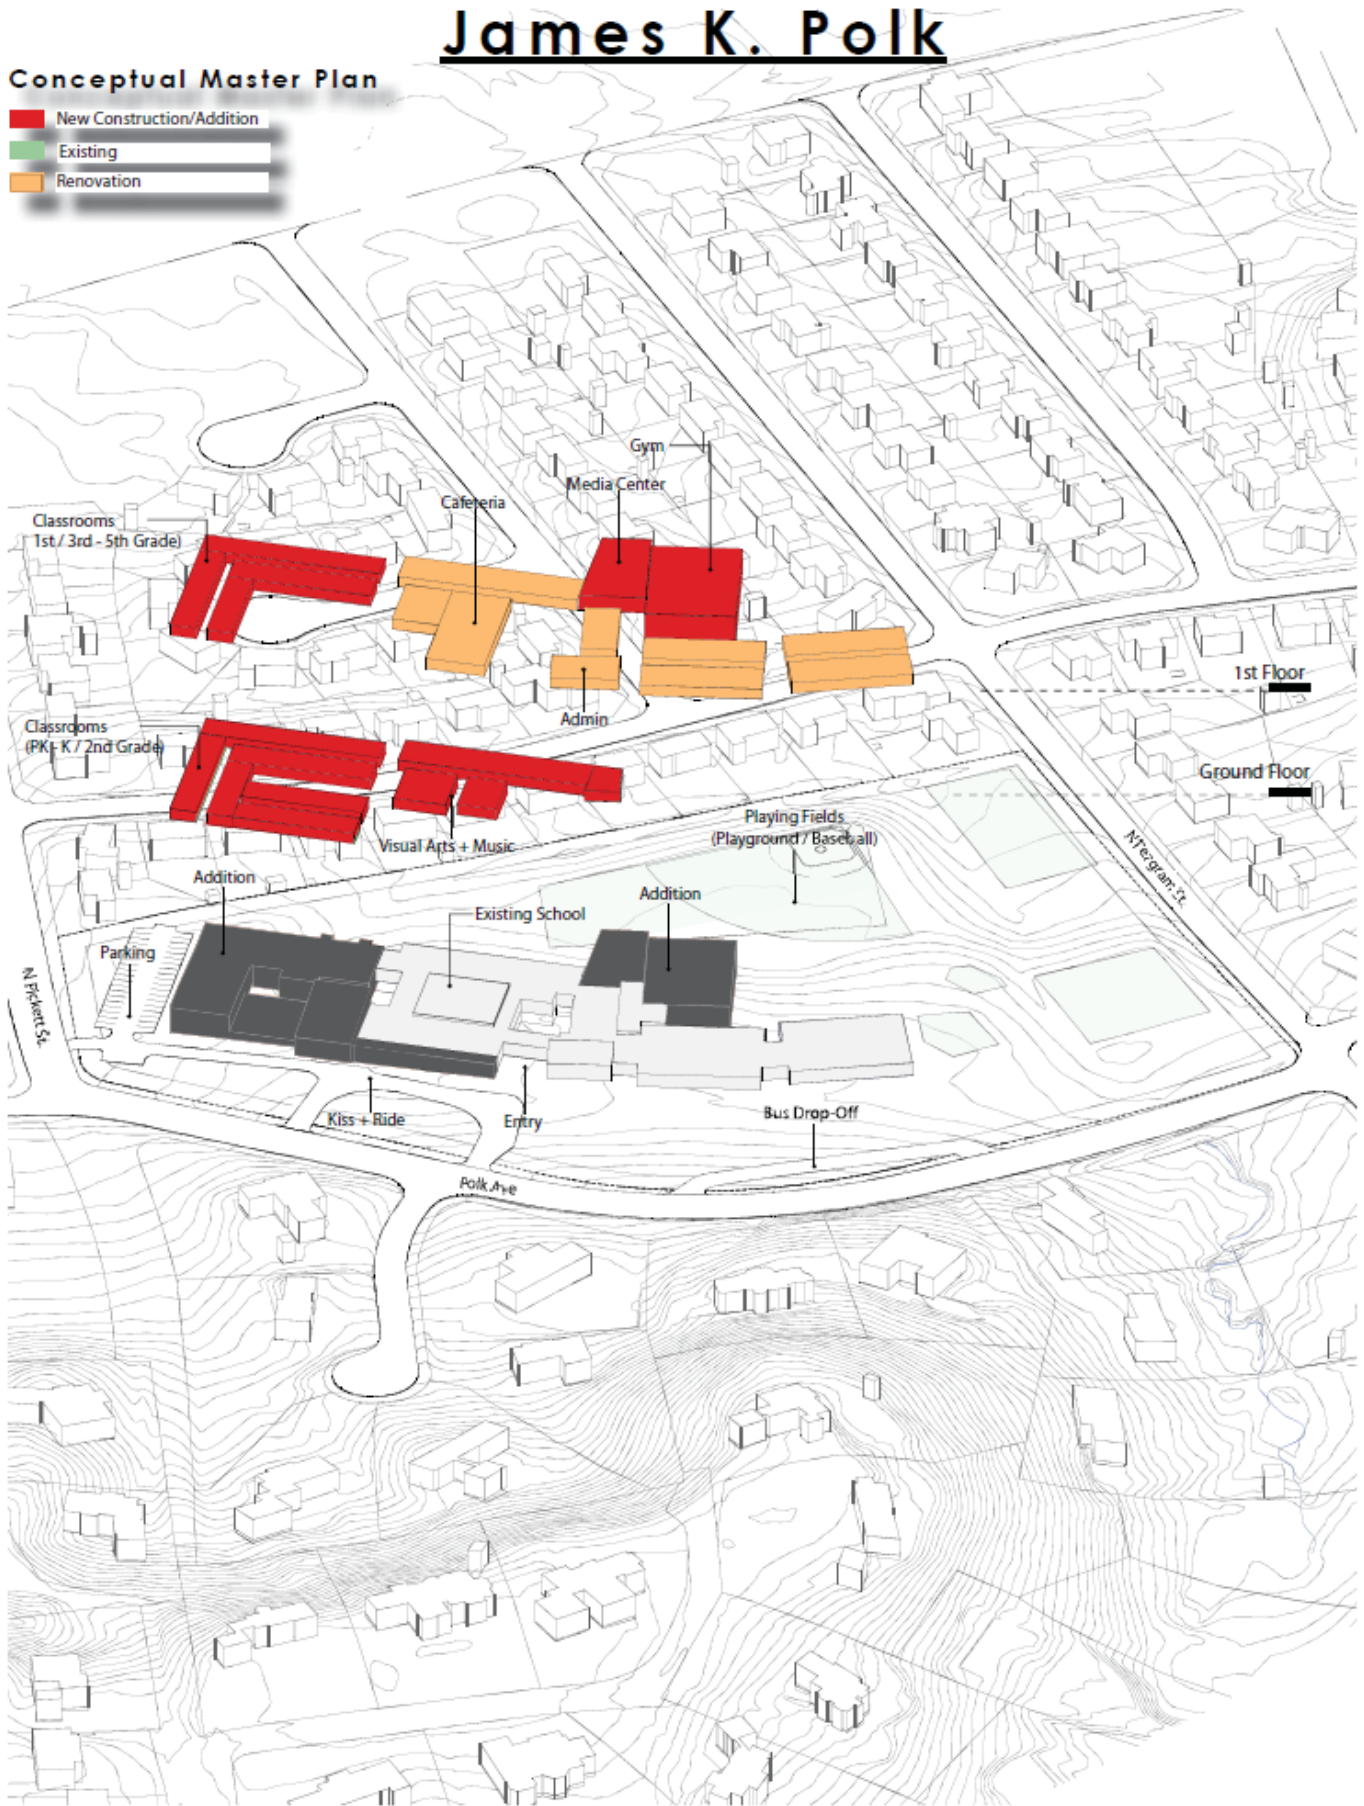 James K. Polk
Conceptual Master Plan
New Construction/Addition
Existing
Renovation
Gym
Media Center
Cafeteria
Classrooms
1st / 3rd - 5th Grade)
1st Floor
Admin
Classrooms
(PK - K / 2nd Grade)
Ground Floor
Playing Fields
(Playground / Baseball)
Visual Arts + Music
N Pegram St.
Addition
Addition
Existing School
Parking
N Pickett St.
Kiss + Ride
Entry
Bus Drop-Off
Polk Ave